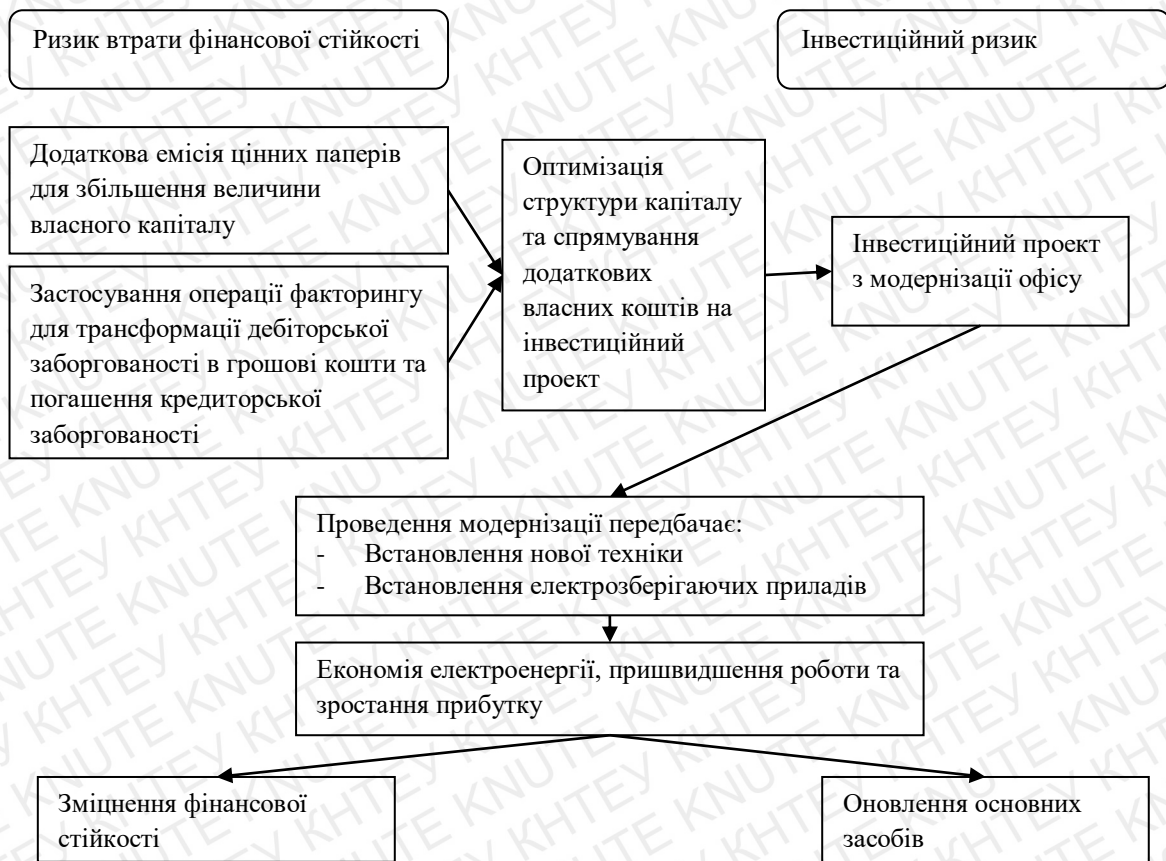 Ризик втрати фінансової стійкості
Інвестиційний ризик
Додаткова емісія цінних паперів
для збільшення величини
власного капіталу
Застосування операції факторингу
для трансформації дебіторської
заборгованості в грошові кошти та
погашення кредиторської
заборгованості
Оптимізація
структури капіталу
та спрямування
додаткових
власних коштів на
інвестиційний
проект
Інвестиційний проект
з модернізації офісу
Проведення модернізації передбачає:
- Встановлення нової техніки
- Встановлення електрозберігаючих приладів
Економія електроенергії, пришвидшення роботи та
зростання прибутку
Зміцнення фінансової
стійкості
Оновлення основних
засобів